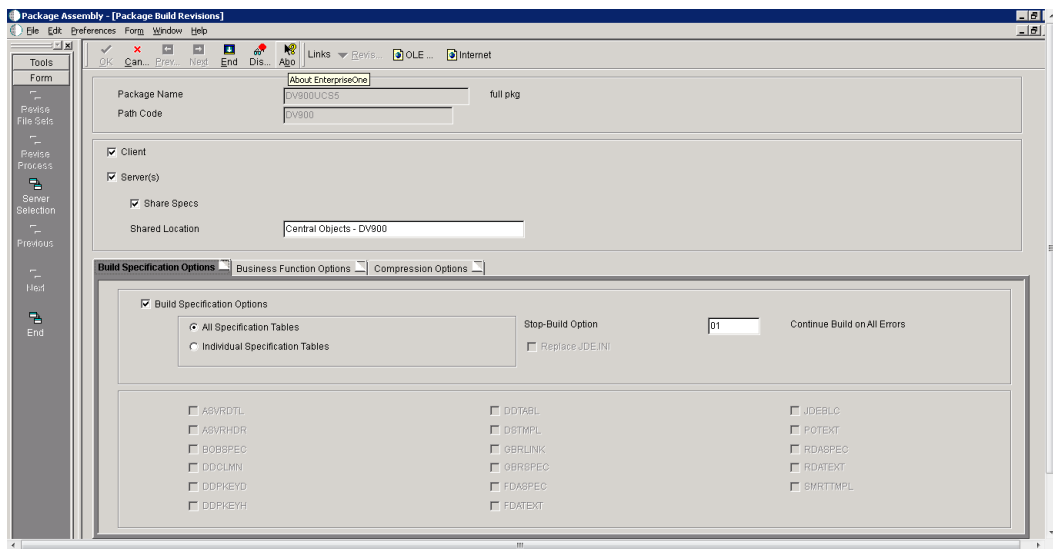 Package Assembly - [Package Build Revisions]
File Edit Preferences Form Window Help
OK Can... Prev... Next End Dis... Abo Links Revis... OLE ... Internet
About EnterpriseOne
Tools
Form
Revise File Sets
Revise Process
Server Selection
Previous
Next
End
Package Name DV900UCS5 full pkg
Path Code DV900
Client
Server(s)
Share Specs
Shared Location Central Objects - DV900
Build Specification Options Business Function Options Compression Options
Build Specification Options
All Specification Tables Stop-Build Option 01 Continue Build on All Errors
Individual Specification Tables Replace JDE.INI
ASVRDTL DDTABL JDEBLC
ASVRHDR DSTMPL POTEXT
BOBSPEC GBRLINK RDASPEC
DDCLMN GBRSPEC RDATEXT
DDPKEYD FDASPEC SMRTTMPL
DDPKEYH FDATEXT